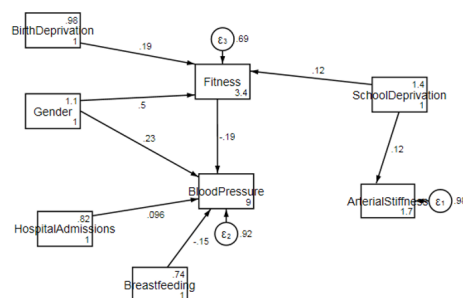 .98
BirthDeprivation
1
.19
ε3
.69
Fitness
3.4
.12
1.4
SchoolDeprivation
1
1.1
Gender
1
.5
.23
-.19
.12
BloodPressure
9
ArterialStiffness
1.7
ε1
.98
.82
HospitalAdmissions
1
.096
ε2
.92
-.15
.74
Breastfeeding
1